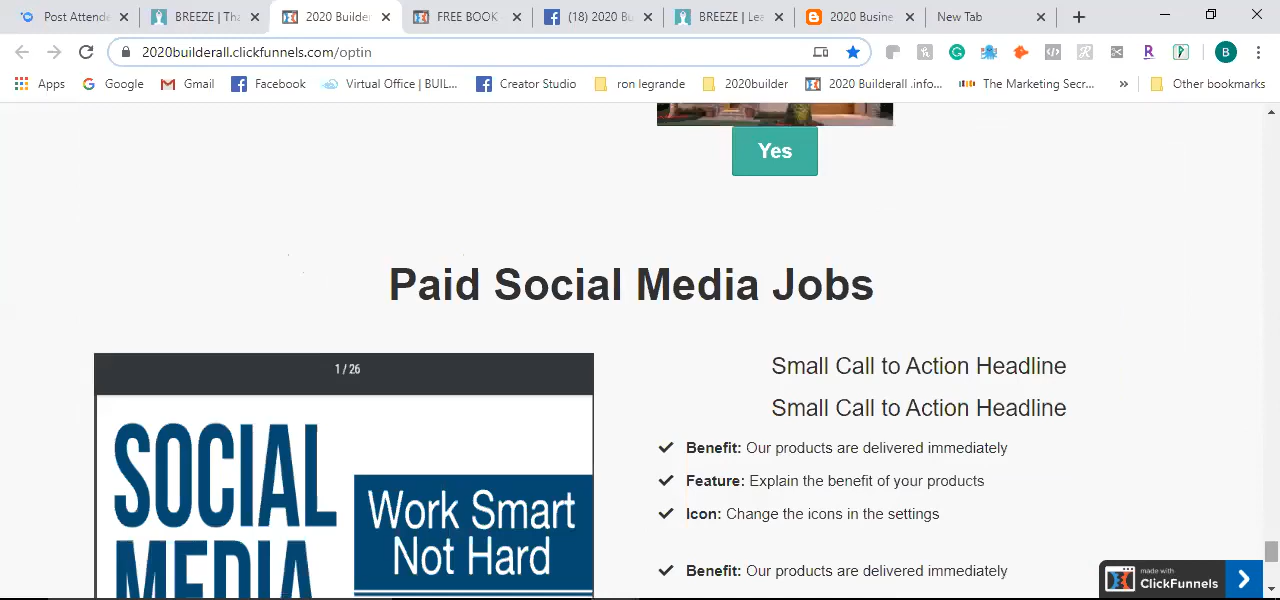 Post Attende
BREEZE | Tha
2020 Builder
FREE BOOK
(18) 2020 Bu
BREEZE | Lea
2020 Busine
New Tab
2020builderall.clickfunnels.com/optin
B
Apps
Google
Gmail
Facebook
Virtual Office | BUIL...
Creator Studio
ron legrande
2020builder
2020 Builderall .info...
The Marketing Secr...
»
Other bookmarks
Yes
Paid Social Media Jobs
1 / 26
SOCIAL
MEDIA
Work Smart
Not Hard
Small Call to Action Headline
Small Call to Action Headline
Benefit: Our products are delivered immediately
Feature: Explain the benefit of your products
Icon: Change the icons in the settings
Benefit: Our products are delivered immediately
made with
ClickFunnels